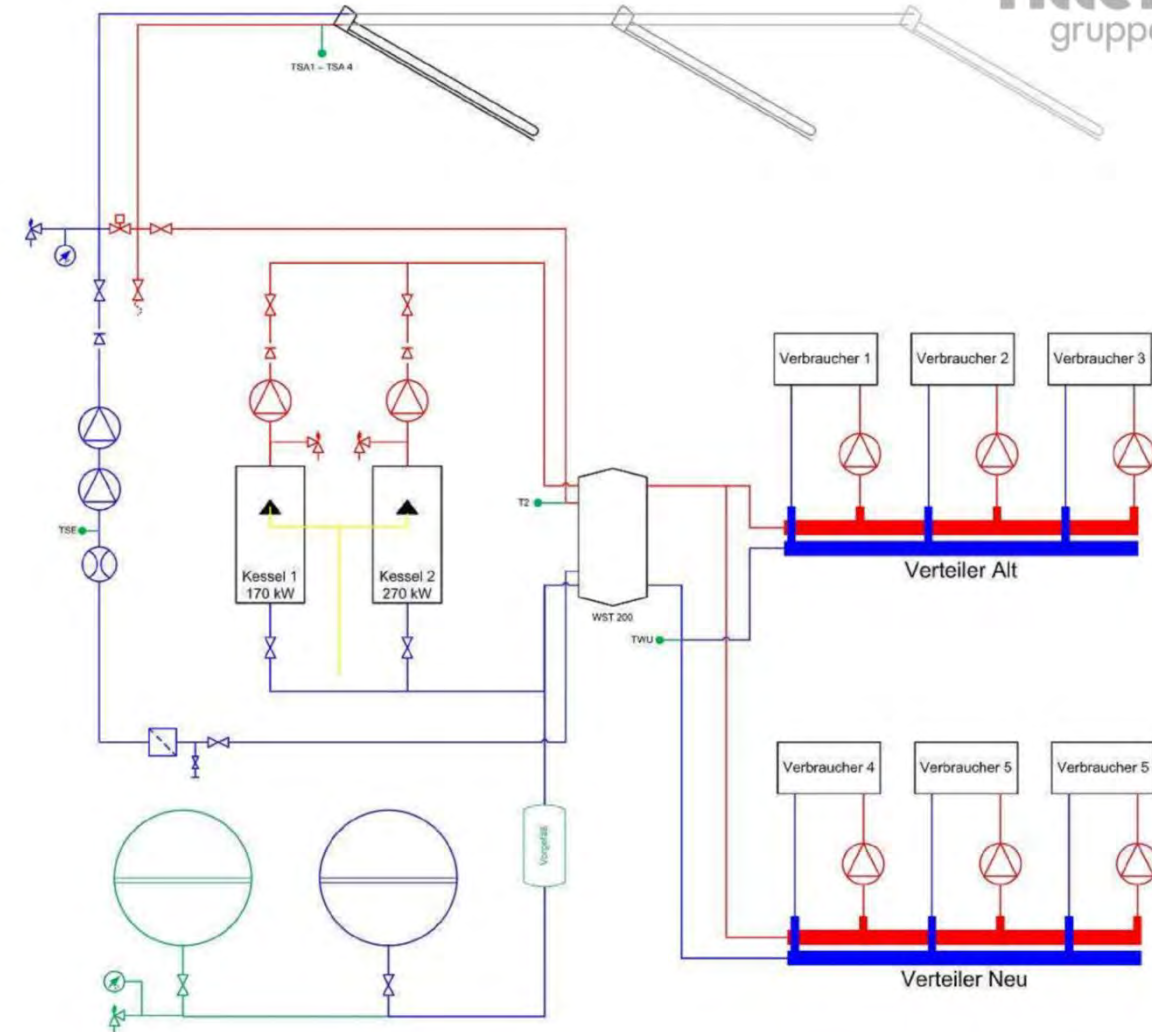 gruppe
TSA1 - TSA 4
Verbraucher 1
Verbraucher 2
Verbraucher 3
T2
TSE
Kessel 1
170 kW
Kessel 2
270 kW
Verteiler Alt
WST 200
TWU
Verbraucher 4
Verbraucher 5
Verbraucher 5
Vorgefäß
Verteiler Neu